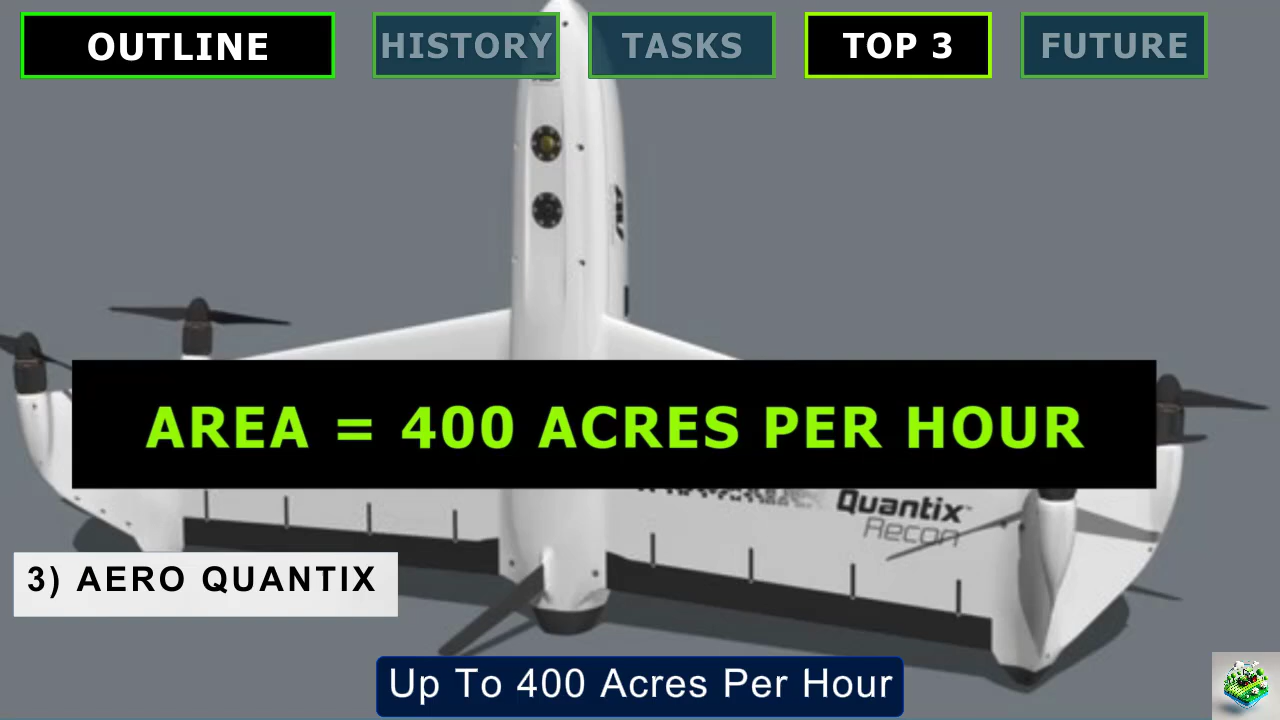 OUTLINE
HISTORY
TASKS
TOP 3
FUTURE
AREA = 400 ACRES PER HOUR
Quantix™
Recon
3) AERO QUANTIX
Up To 400 Acres Per Hour